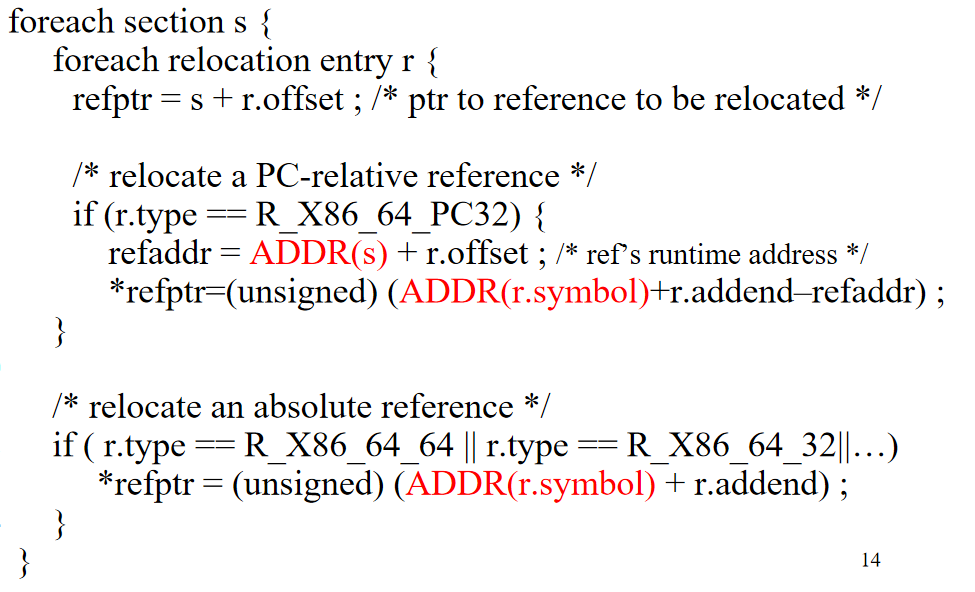 foreach section s {
foreach relocation entry r {
refptr = s + r.offset ; /* ptr to reference to be relocated */
/* relocate a PC-relative reference */
if (r.type == R_X86_64_PC32) {
refaddr = ADDR(s) + r.offset ; /* ref’s runtime address */
*refptr=(unsigned) (ADDR(r.symbol)+r.addend–refaddr) ;
}
/* relocate an absolute reference */
if ( r.type == R_X86_64_64 || r.type == R_X86_64_32||…)
*refptr = (unsigned) (ADDR(r.symbol) + r.addend) ;
}
}
14